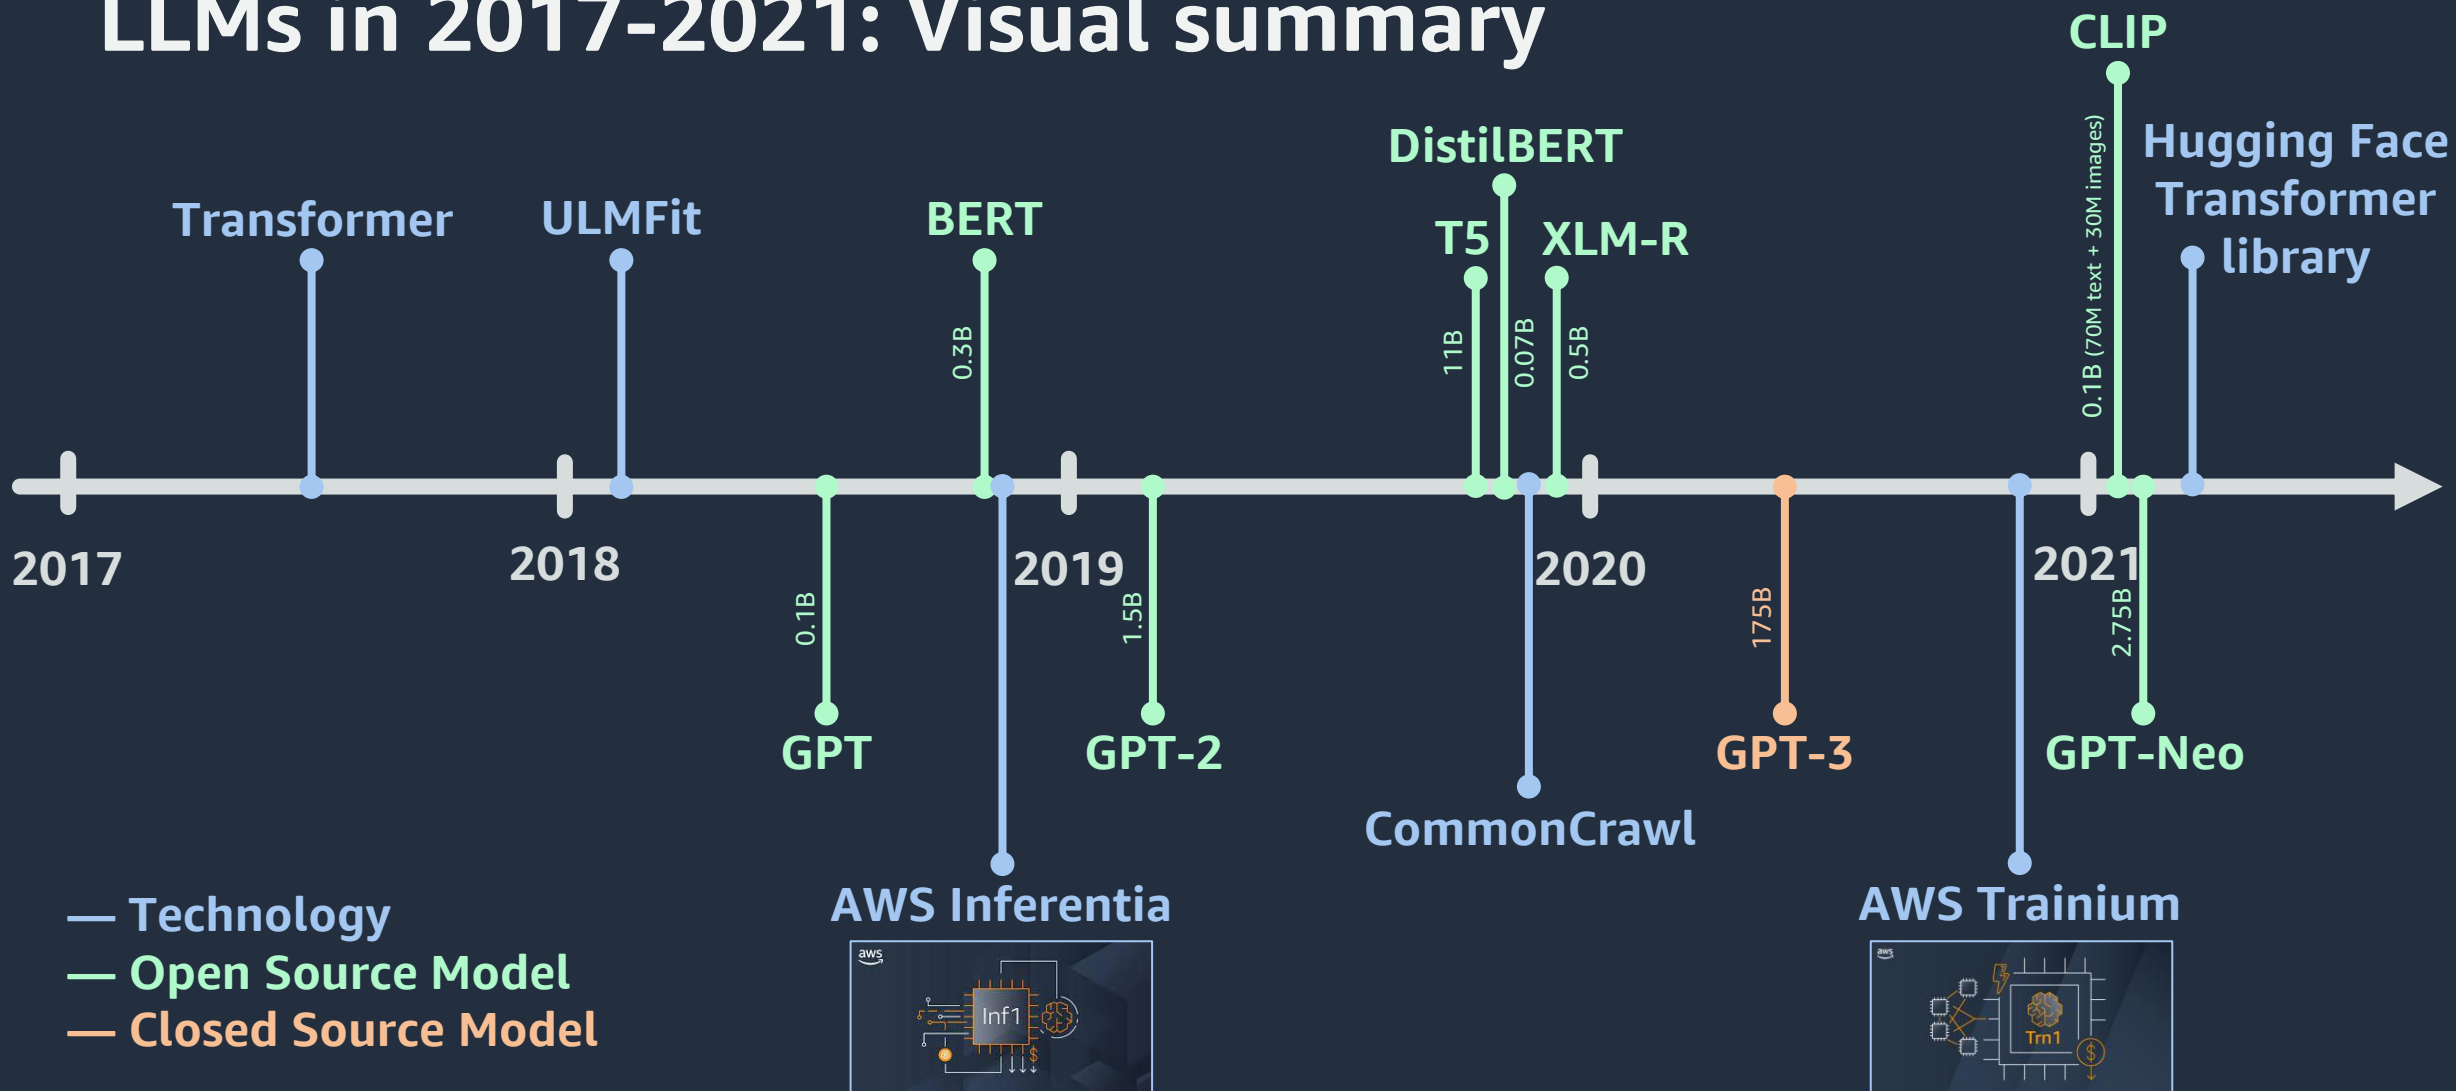 LLMs in 2017-2021: Visual summary
CLIP
0.1B (70M text + 30M images)
Hugging Face
Transformer
library
DistilBERT
0.07B
T5
11B
XLM-R
0.5B
Transformer
ULMFit
BERT
0.3B
2017
2018
2019
2020
2021
0.1B
GPT
1.5B
GPT-2
175B
GPT-3
2.75B
GPT-Neo
CommonCrawl
AWS Inferentia
aws
Inf1
$
AWS Trainium
aws
Trn1
$
Technology
Open Source Model
Closed Source Model